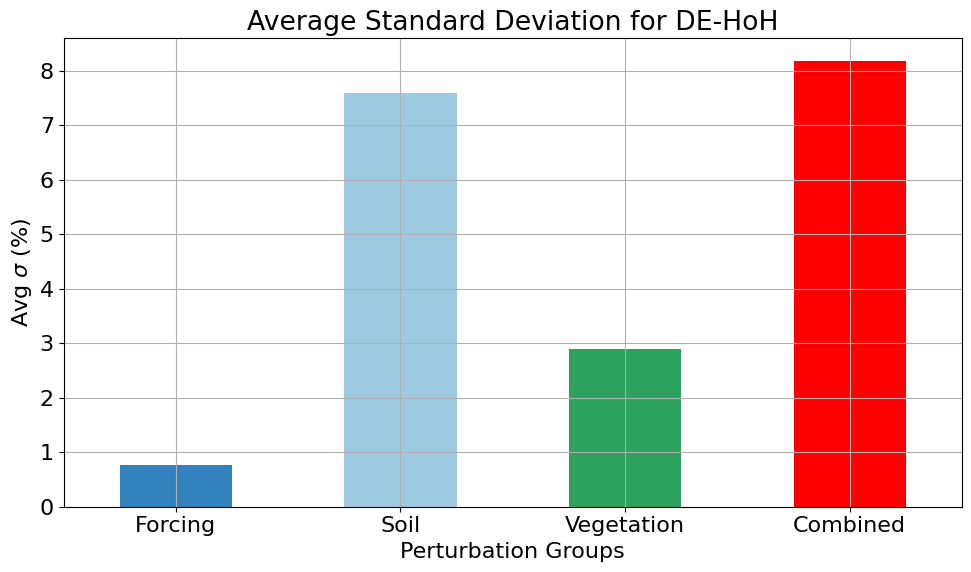 Average Standard Deviation for DE-HoH
Avg σ (%)
8
7
6
5
4
3
2
1
0
Forcing Soil Vegetation Combined
Perturbation Groups